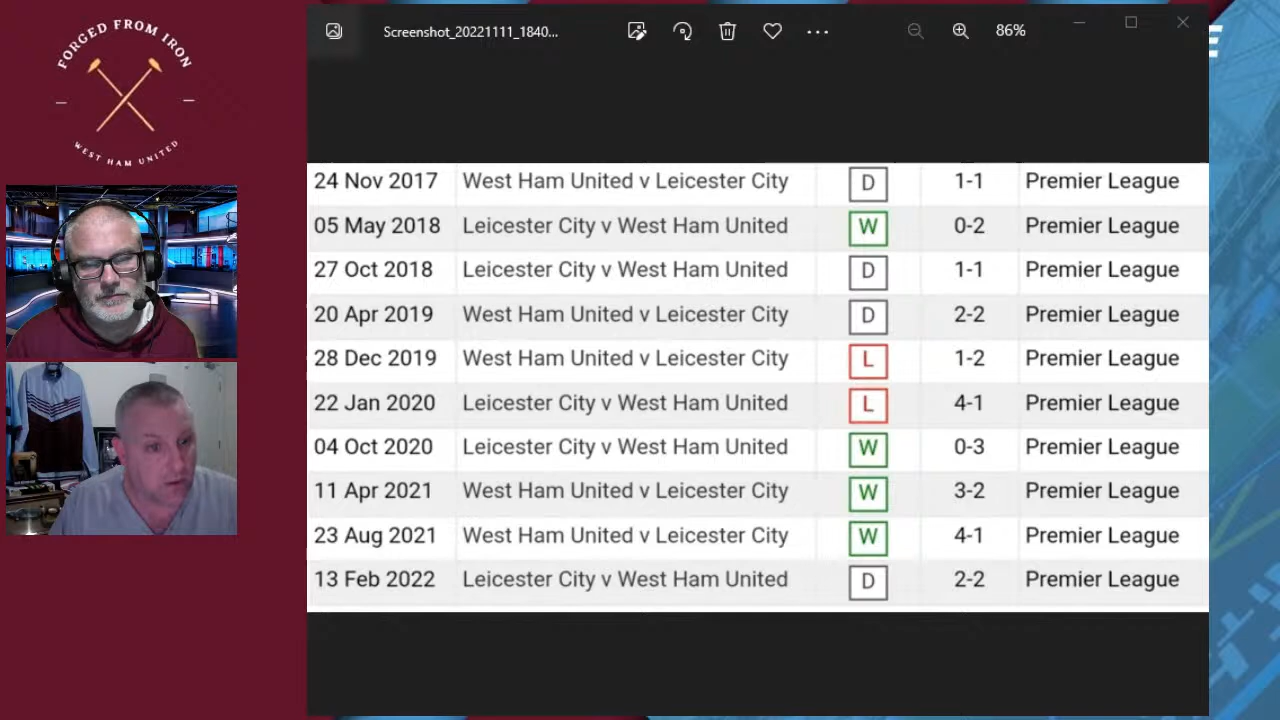 FORGED FROM IRON
WEST HAM UNITED
Screenshot_20221111_1840...
86%
24 Nov 2017 West Ham United v Leicester City D 1-1 Premier League
05 May 2018 Leicester City v West Ham United W 0-2 Premier League
27 Oct 2018 Leicester City v West Ham United D 1-1 Premier League
20 Apr 2019 West Ham United v Leicester City D 2-2 Premier League
28 Dec 2019 West Ham United v Leicester City L 1-2 Premier League
22 Jan 2020 Leicester City v West Ham United L 4-1 Premier League
04 Oct 2020 Leicester City v West Ham United W 0-3 Premier League
11 Apr 2021 West Ham United v Leicester City W 3-2 Premier League
23 Aug 2021 West Ham United v Leicester City W 4-1 Premier League
13 Feb 2022 Leicester City v West Ham United D 2-2 Premier League